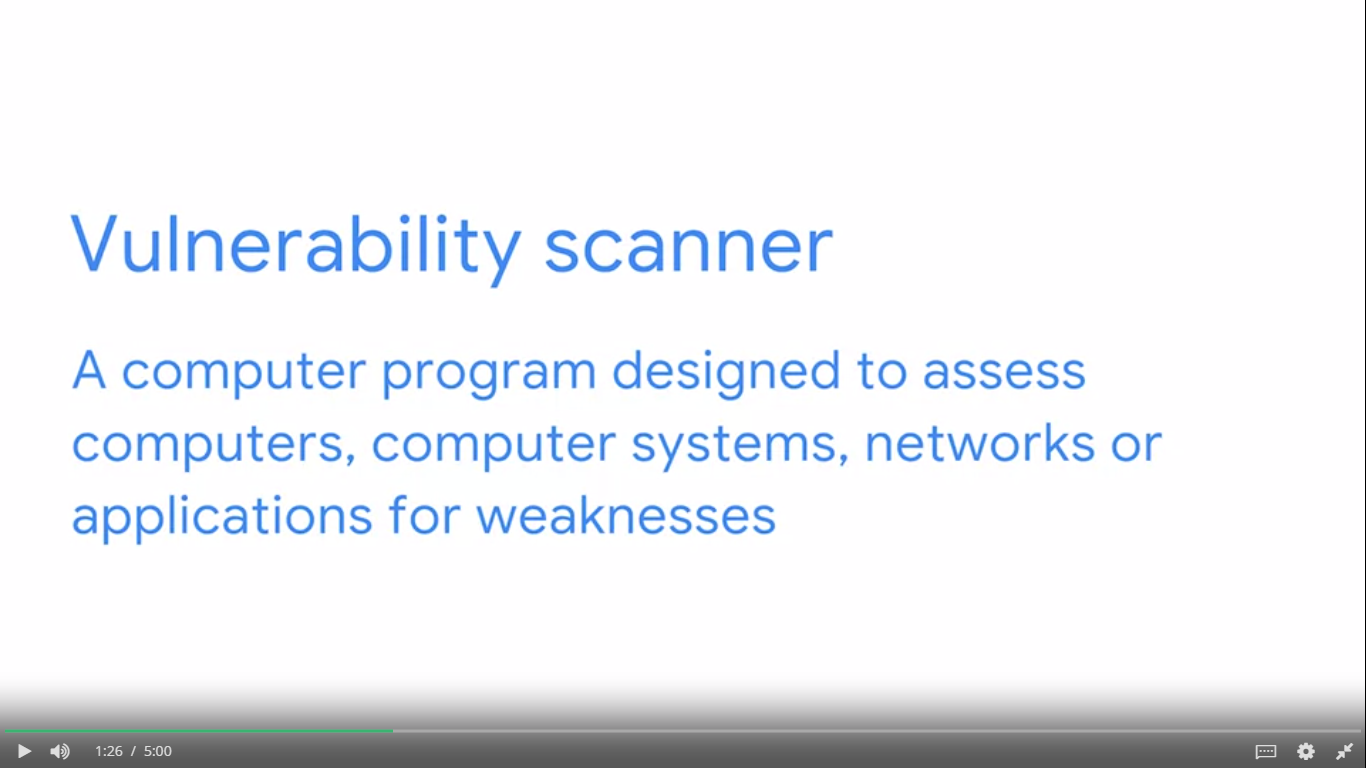 Vulnerability scanner
A computer program designed to assess
computers, computer systems, networks or
applications for weaknesses
1:26 / 5:00